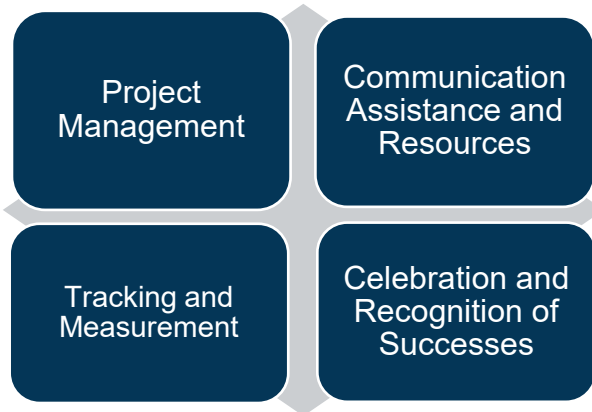 Project
Management
Communication
Assistance and
Resources
Tracking and
Measurement
Celebration and
Recognition of
Successes